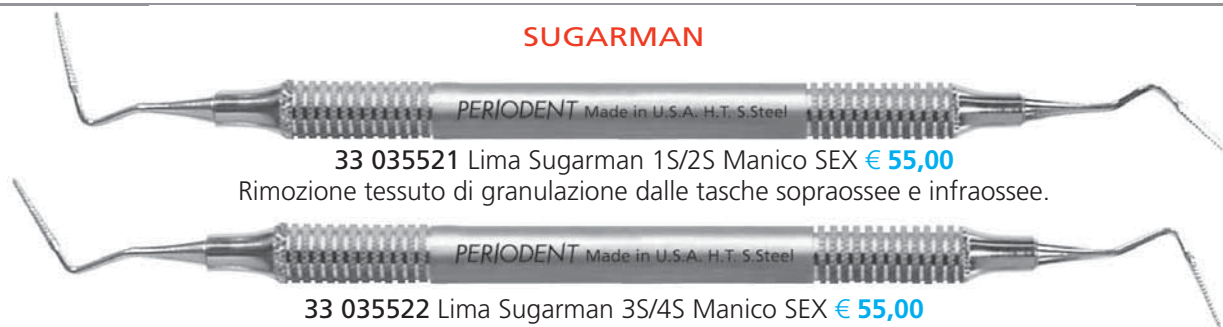 SUGARMAN
PERIODENT Made in U.S.A. H.T. S.Steel
33 035521 Lima Sugarman 1S/2S Manico SEX € 55,00
Rimozione tessuto di granulazione dalle tasche sopraossee e infraossee.
PERIODENT Made in U.S.A. H.T. S.Steel
33 035522 Lima Sugarman 3S/4S Manico SEX € 55,00